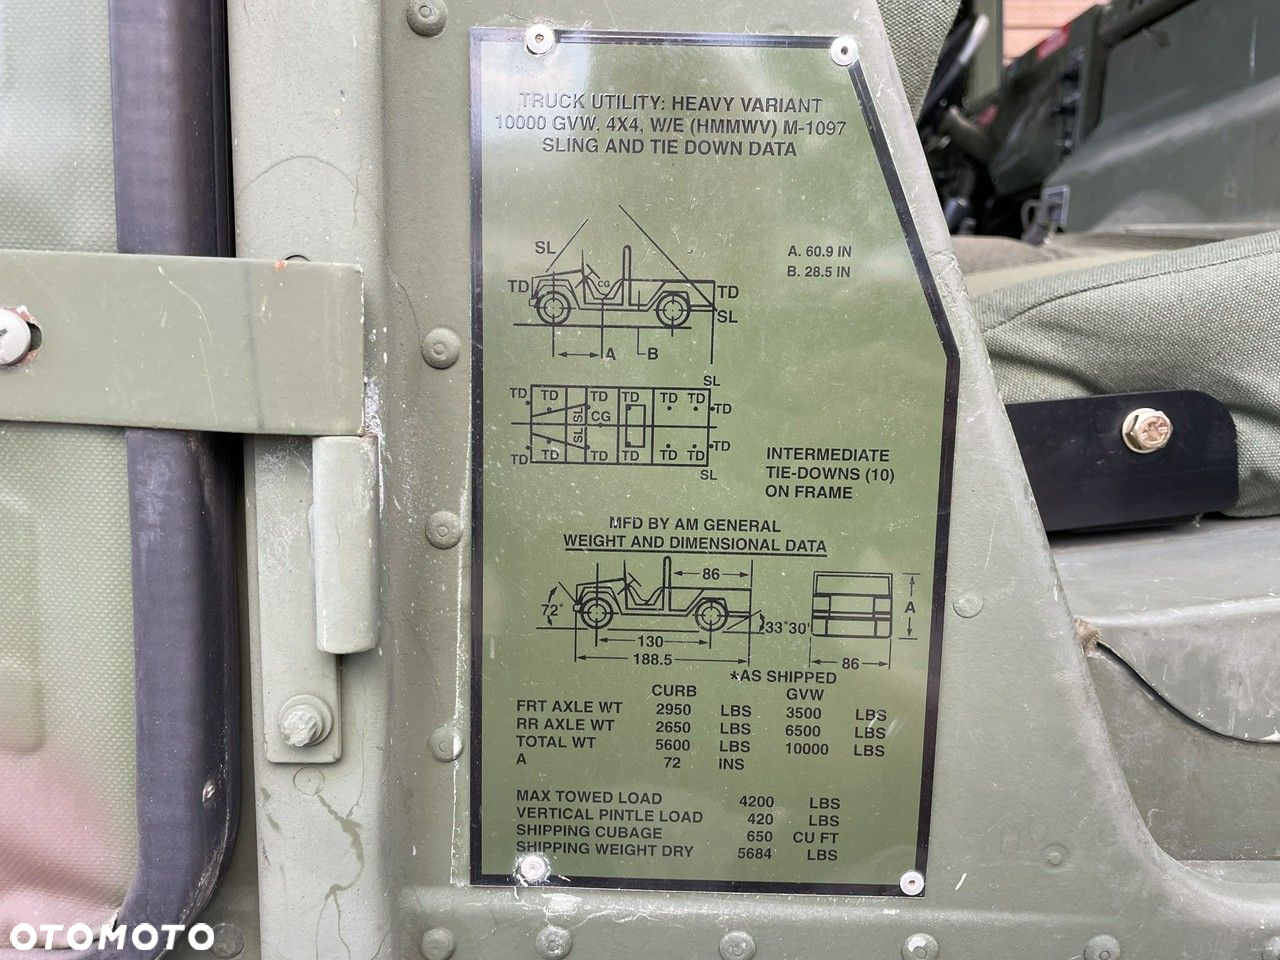 TRUCK UTILITY: HEAVY VARIANT
10000 GVW, 4X4, W/E (HMMWV) M-1097
SLING AND TIE DOWN DATA
SL
A. 60.9 IN
B. 28.5 IN
TD CG TD
SL
A B
SL
TD TD TD TD TD TD TD
SL SL CG TD
TD TD TD TD TD TD TD
SL
INTERMEDIATE
TIE-DOWNS (10)
ON FRAME
MFD BY AM GENERAL
WEIGHT AND DIMENSIONAL DATA
86
72° 33°30' A
130
188.5 86
*AS SHIPPED
CURB GVW
FRT AXLE WT 2950 LBS 3500 LBS
RR AXLE WT 2650 LBS 6500 LBS
TOTAL WT 5600 LBS 10000 LBS
A 72 INS
MAX TOWED LOAD 4200 LBS
VERTICAL PINTLE LOAD 420 LBS
SHIPPING CUBAGE 650 CU FT
SHIPPING WEIGHT DRY 5684 LBS
OTOMOTO